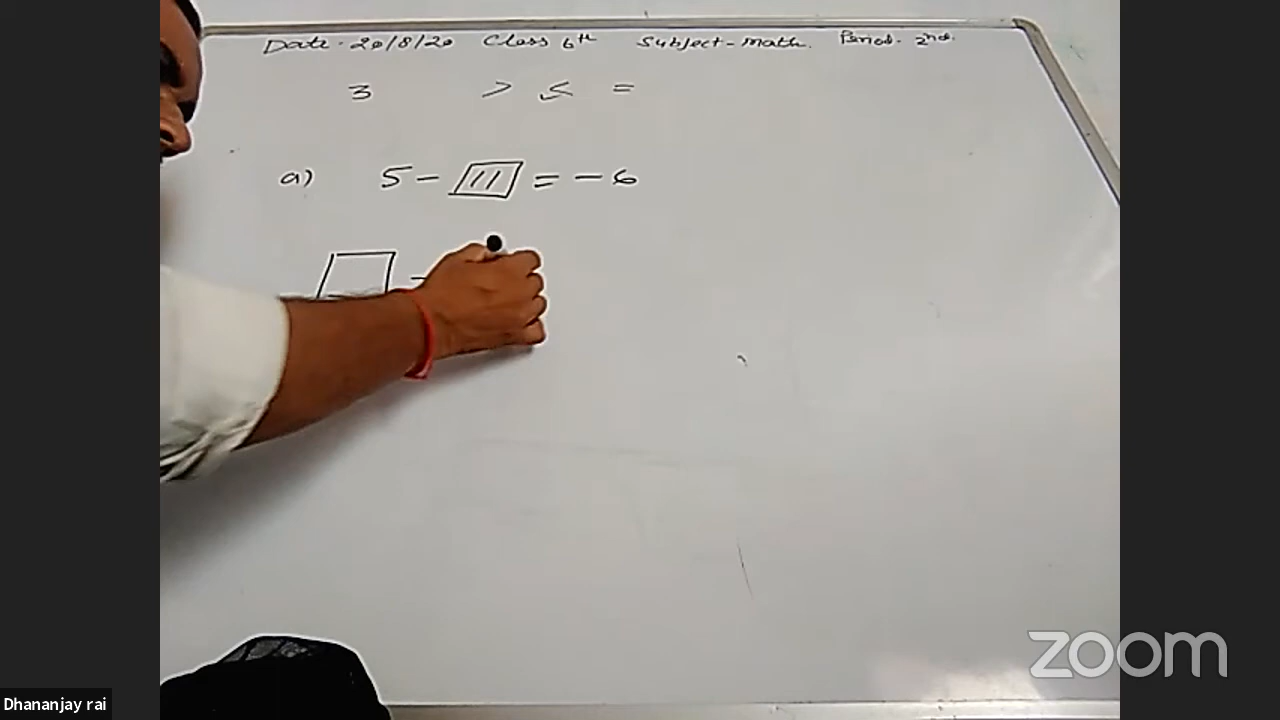 Date - 20/8/20 Class 6th Subject - Math. Period - 2nd.
3 > < =
a) 5 - 11 = - 6
-
zoom
Dhananjay rai